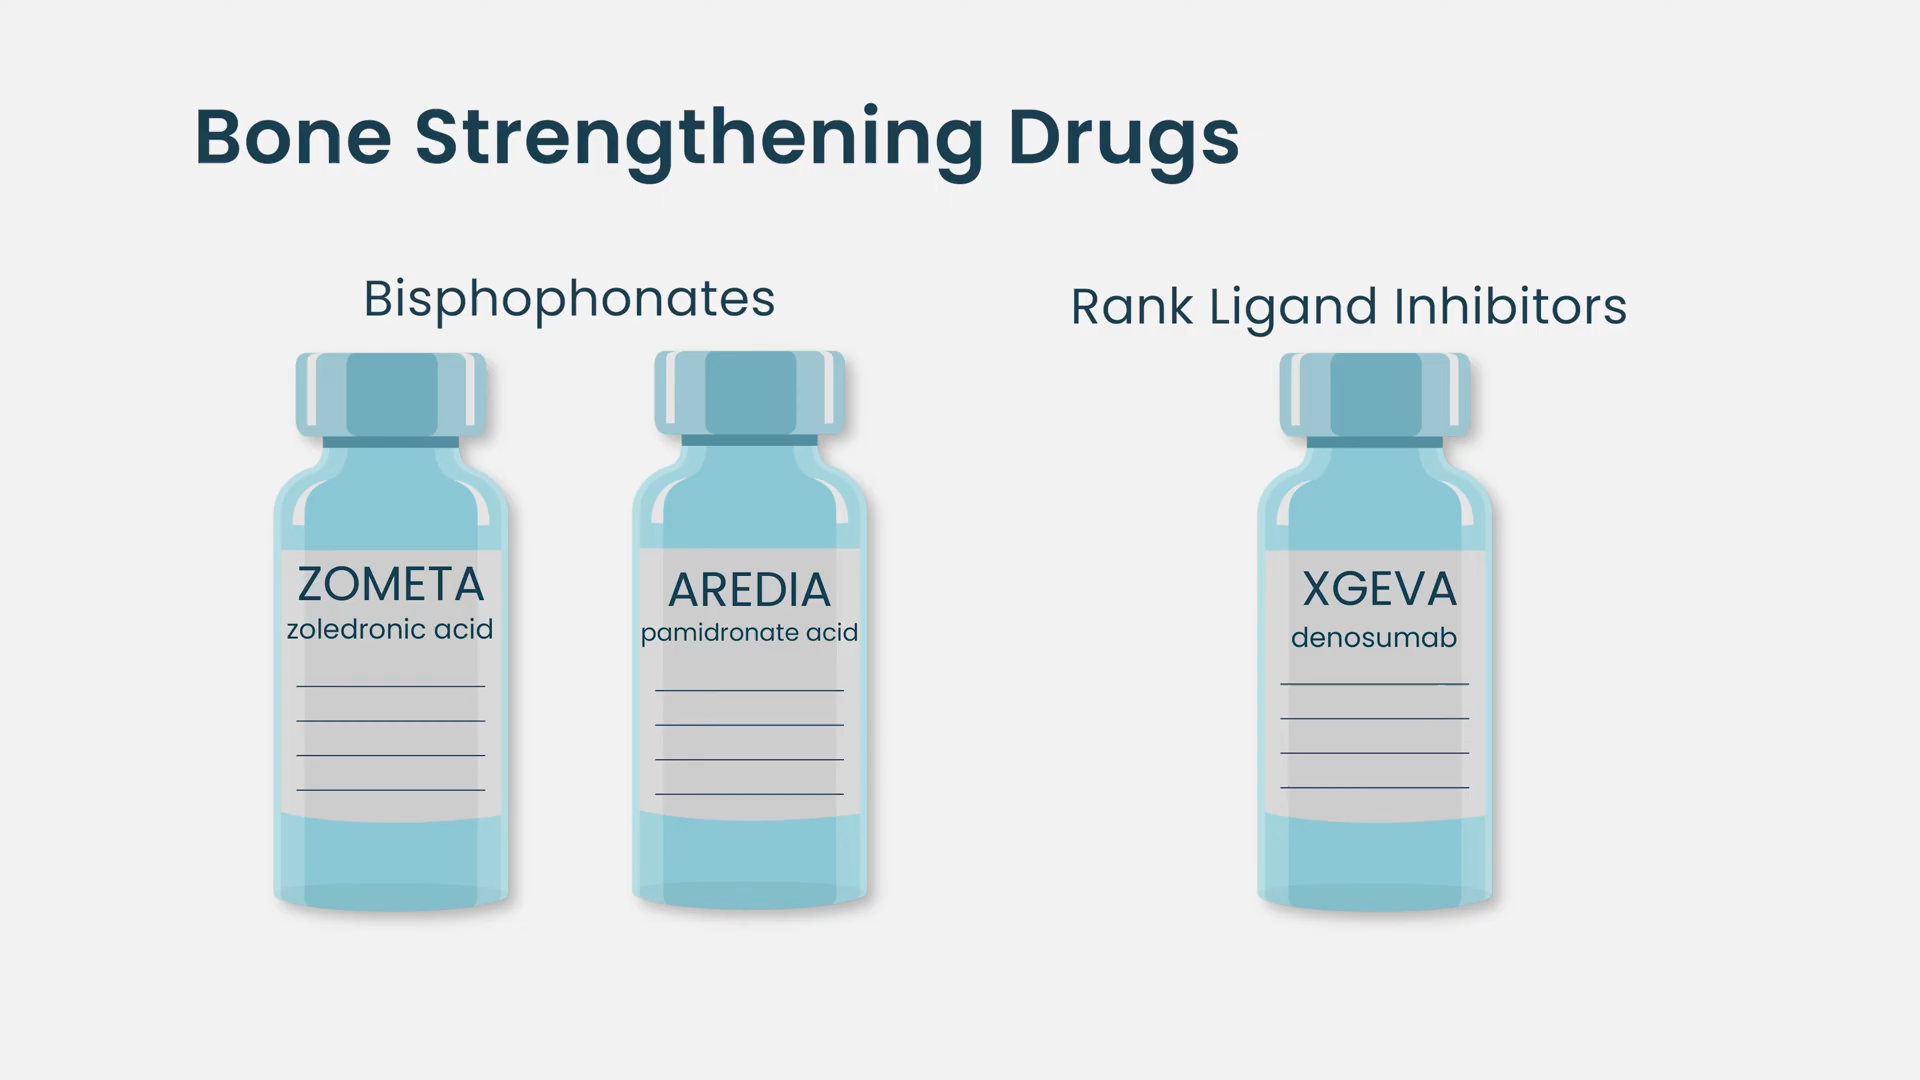 Bone Strengthening Drugs
Bisphophonates
Rank Ligand Inhibitors
ZOMETA
zoledronic acid
AREDIA
pamidronate acid
XGEVA
denosumab